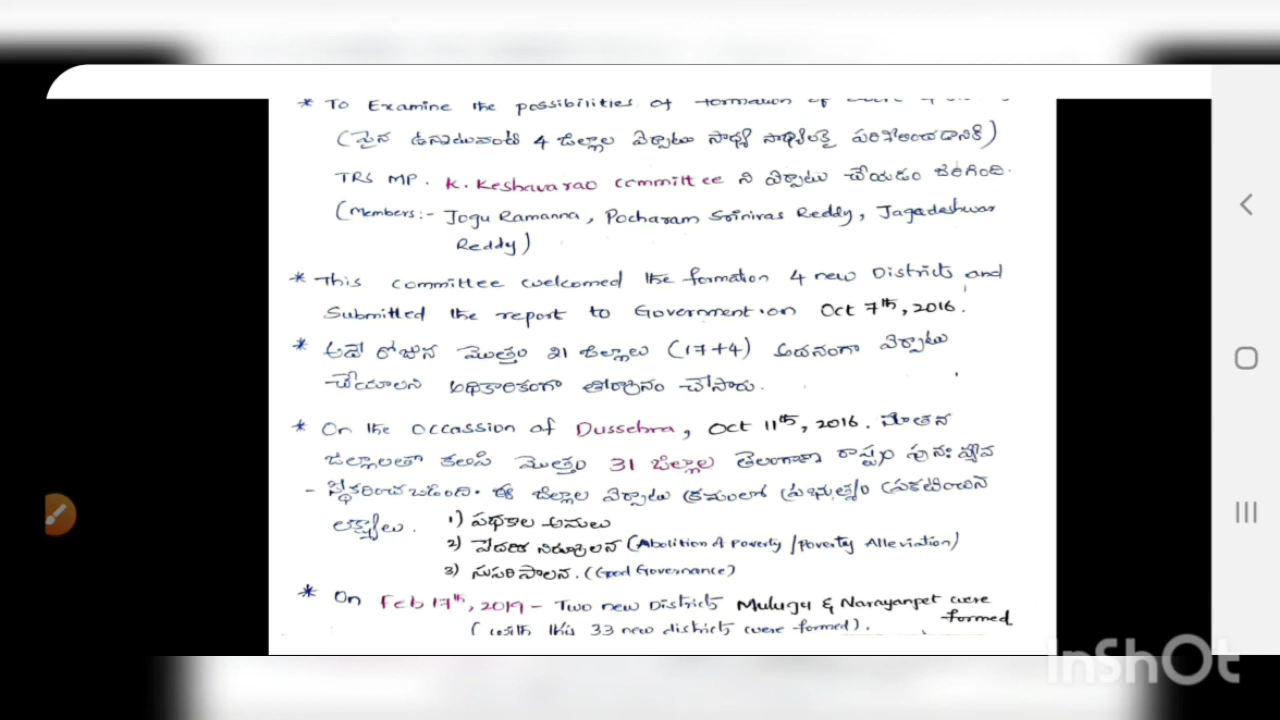 * To Examine the possibilities of formation of
(పైన ఉన్నటువంటి 4 జిల్లాల ఏర్పాటు సాధ్య పరిశీలించడానికి)
TRS MP. K. Keshavarao Committee ని ఏర్పాటు చేయడం జరిగింది.
(Members:- Jogu Ramanna, Pocharam Srinivas Reddy, Jagadeshwar
Reddy)
* This committee welcomed the formation 4 new Districts and
Submitted the report to Government on Oct 7th, 2016.
* అదే రోజున మొత్తం 21 జిల్లాలు (17+4) అదనంగా ఏర్పాటు
చేయాలని అధికారికంగా తీర్మానం చేసారు.
* On the occassion of Dussehra, Oct 11th, 2016. నూతన
జిల్లాలతో కలిపి మొత్తం 31 జిల్లాల తెలంగాణ రాష్ట్రం పునఃవ్యవ
- స్థీకరించబడింది. ఈ జిల్లాల ఏర్పాటు క్రమంలో ప్రభుత్వం ప్రకటించిన
లక్ష్యాలు. 1) పథకాల అమలు
2) పేదరిక నిర్మూలన (Abolition of Poverty / Poverty Alleviation)
3) సుపరిపాలన. (Good Governance)
* On Feb 17th, 2019 - Two new Districts Mulugu & Narayanpet were
formed
(with this 33 new districts were formed).
InShOt